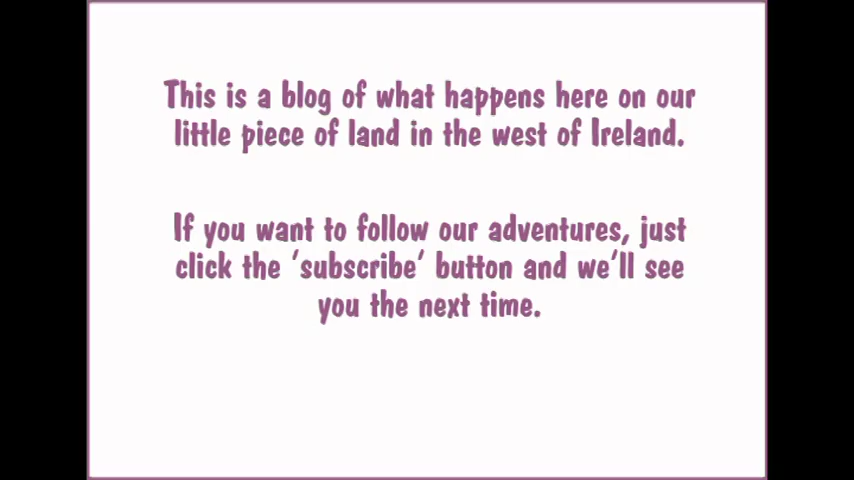 This is a blog of what happens here on our
little piece of land in the west of Ireland.
If you want to follow our adventures, just
click the 'subscribe' button and we'll see
you the next time.